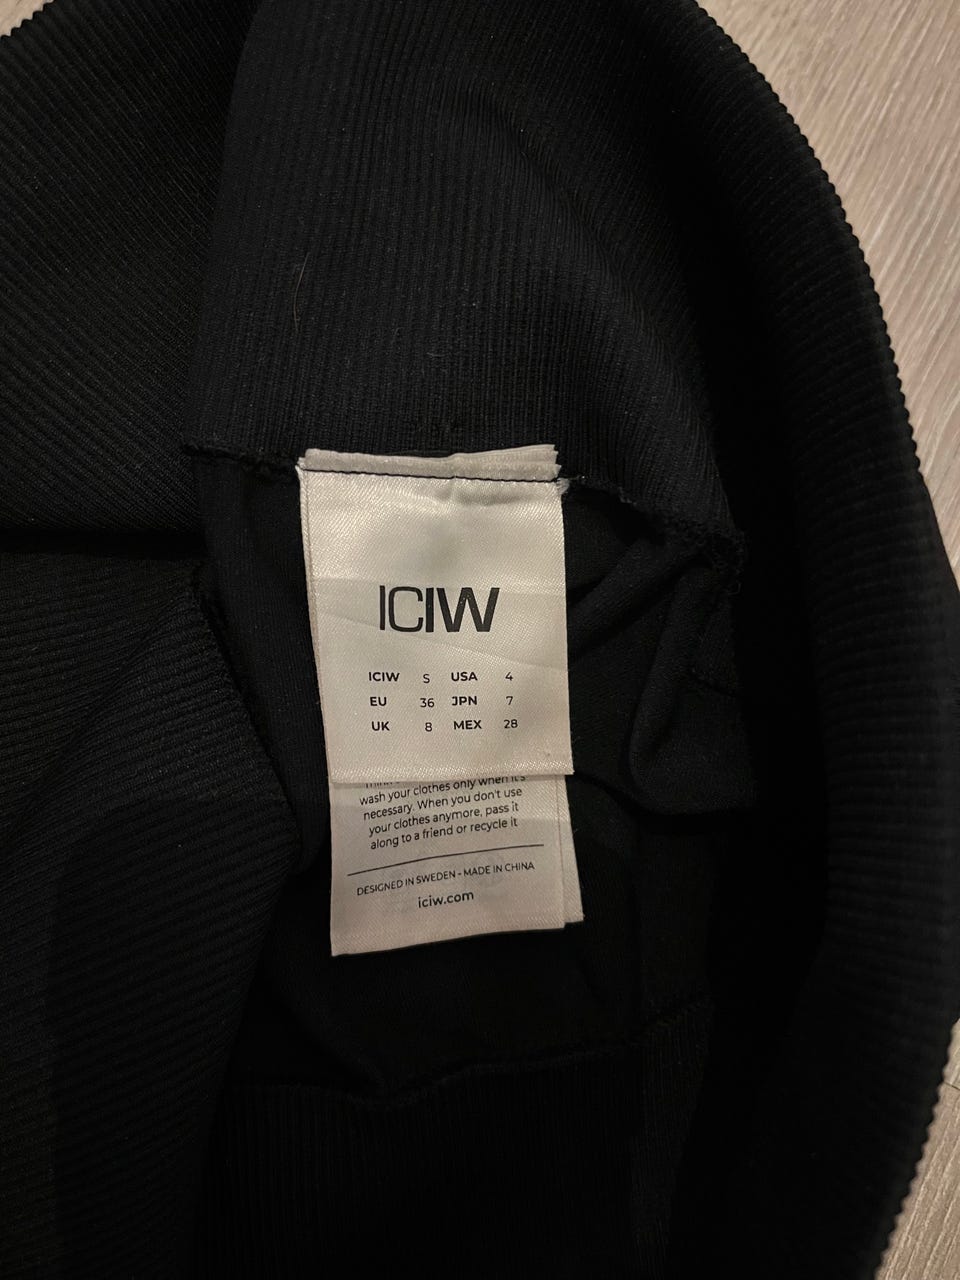 ICIW
ICIW S USA 4
EU 36 JPN 7
UK 8 MEX 28
wash your clothes only when it's
necessary. When you don't use
your clothes anymore, pass it
along to a friend or recycle it
DESIGNED IN SWEDEN - MADE IN CHINA
iciw.com